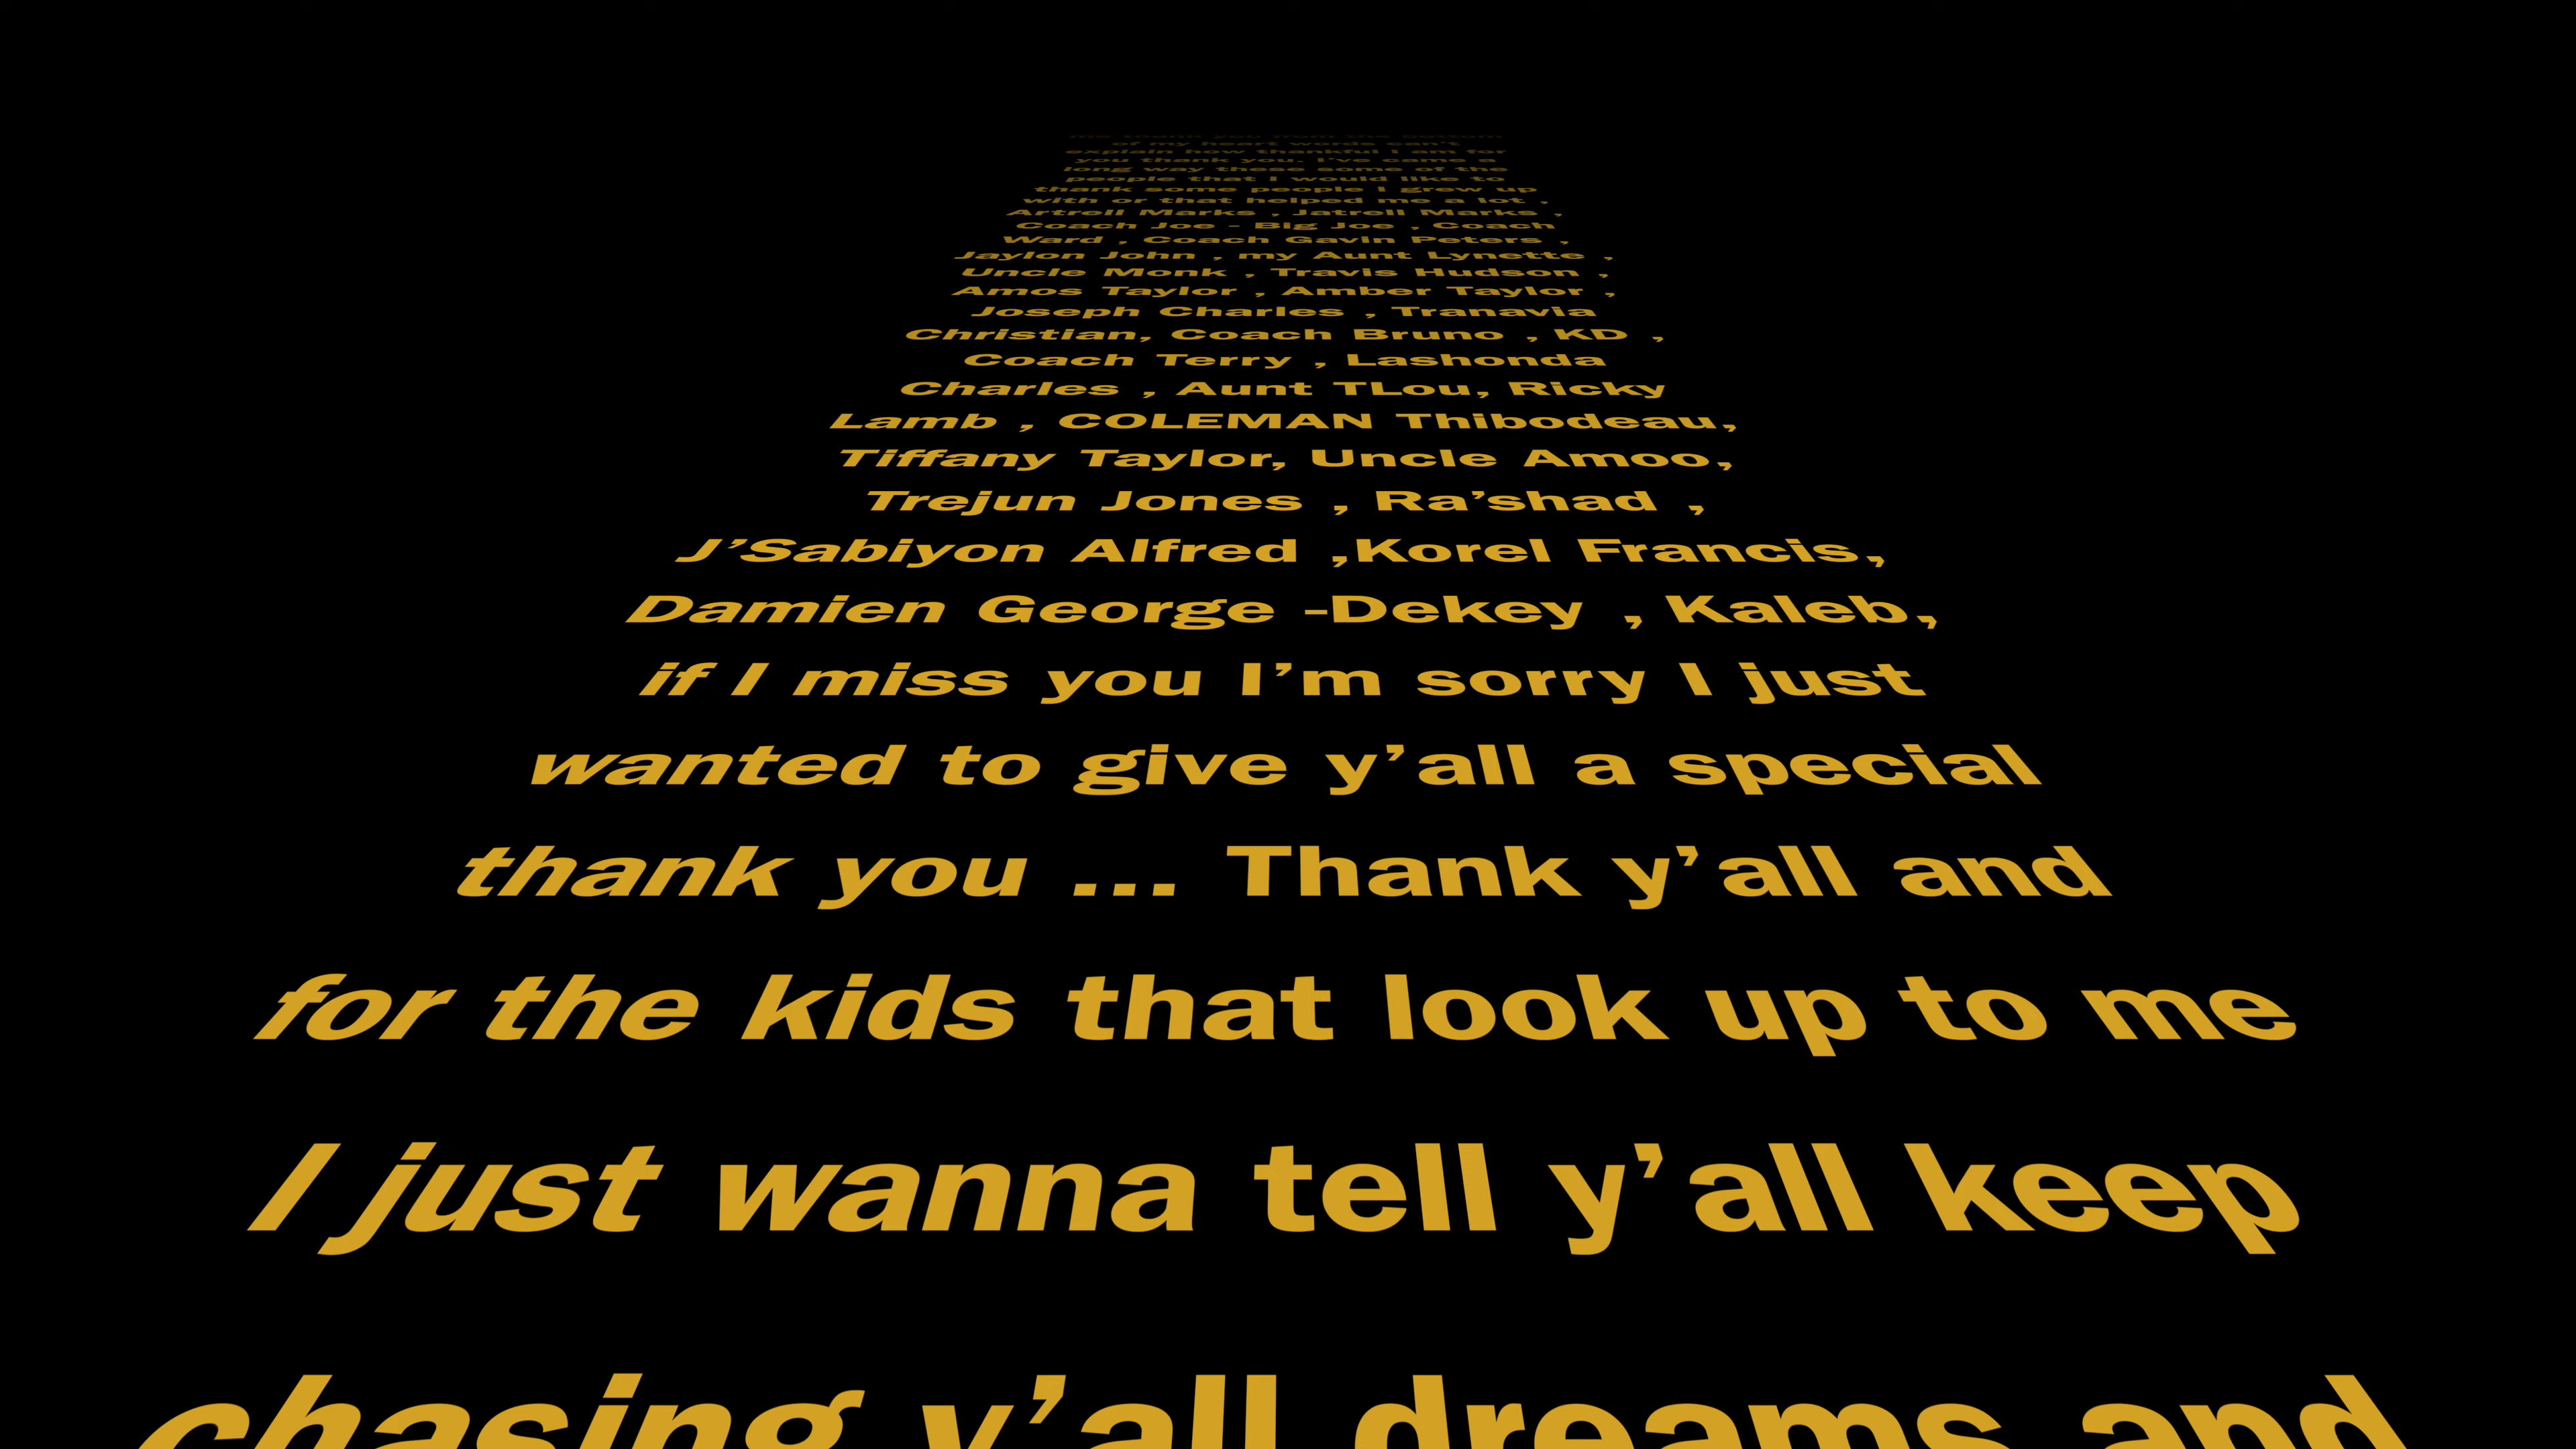 me thank you from the bottom
of my heart words can't
explain how thankful I am for
you thank you. I've came a
long way these some of the
people that I would like to
thank some people I grew up
with or that helped me a lot ,
Artrell Marks , Jatrell Marks ,
Coach Joe - Big Joe , Coach
Ward , Coach Gavin Peters ,
Jaylon John , my Aunt Lynette ,
Uncle Monk , Travis Hudson ,
Amos Taylor , Amber Taylor ,
Joseph Charles , Tranavia
Christian, Coach Bruno , KD ,
Coach Terry , Lashonda
Charles , Aunt TLou, Ricky
Lamb , COLEMAN Thibodeau,
Tiffany Taylor, Uncle Amoo,
Trejun Jones , Ra’shad ,
J’Sabiyon Alfred ,Korel Francis,
Damien George -Dekey , Kaleb,
if I miss you I’m sorry I just
wanted to give y’all a special
thank you ... Thank y’all and
for the kids that look up to me
I just wanna tell y’all keep
chasing y’all dreams and